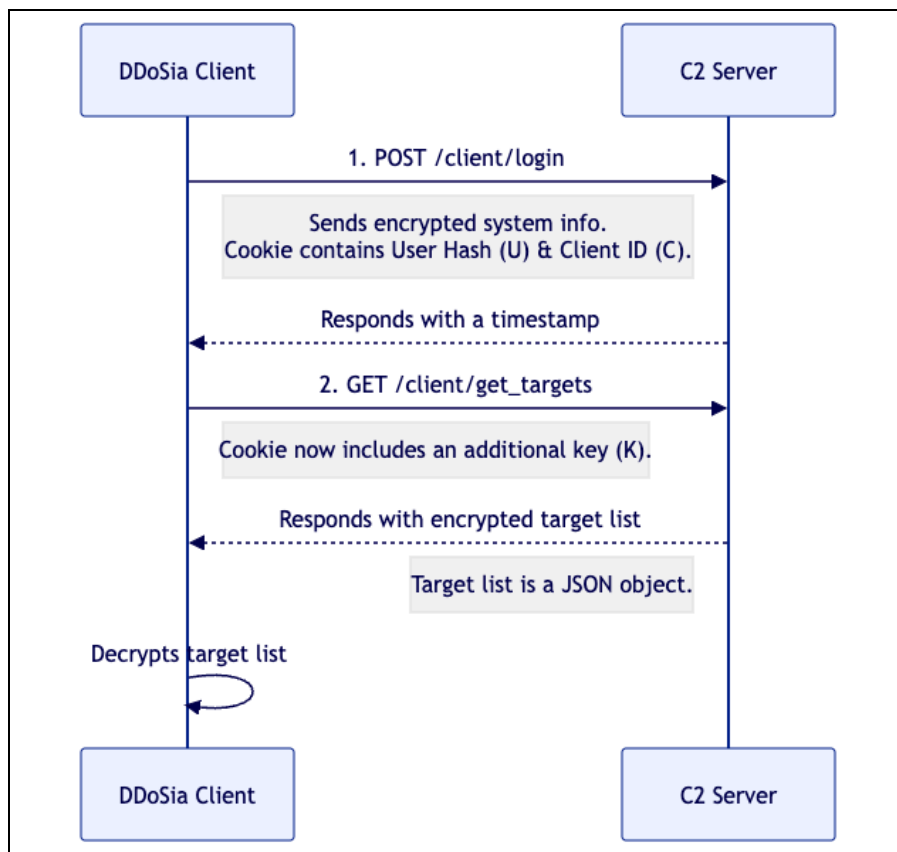 DDoSia Client
C2 Server
1. POST /client/login
Sends encrypted system info.
Cookie contains User Hash (U) & Client ID (C).
Responds with a timestamp
2. GET /client/get_targets
Cookie now includes an additional key (K).
Responds with encrypted target list
Target list is a JSON object.
Decrypts target list
DDoSia Client
C2 Server